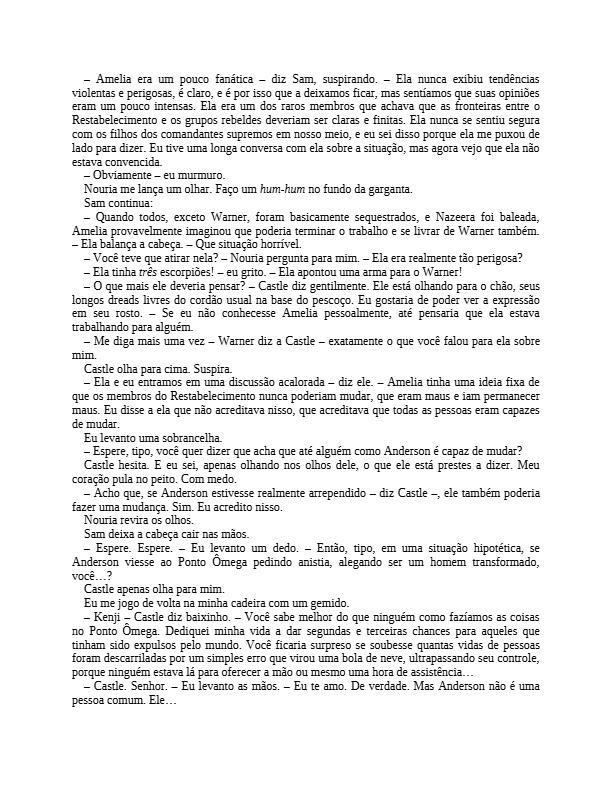 – Amelia era um pouco fanática – diz Sam, suspirando. – Ela nunca exibiu tendências
violentas e perigosas, é claro, e é por isso que a deixamos ficar, mas sentíamos que suas opiniões
eram um pouco intensas. Ela era um dos raros membros que achava que as fronteiras entre o
Restabelecimento e os grupos rebeldes deveriam ser claras e finitas. Ela nunca se sentiu segura
com os filhos dos comandantes supremos em nosso meio, e eu sei disso porque ela me puxou de
lado para dizer. Eu tive uma longa conversa com ela sobre a situação, mas agora vejo que ela não
estava convencida.
– Obviamente – eu murmuro.
Nouria me lança um olhar. Faço um hum-hum no fundo da garganta.
Sam continua:
– Quando todos, exceto Warner, foram basicamente sequestrados, e Nazeera foi baleada,
Amelia provavelmente imaginou que poderia terminar o trabalho e se livrar de Warner também.
– Ela balança a cabeça. – Que situação horrível.
– Você teve que atirar nela? – Nouria pergunta para mim. – Ela era realmente tão perigosa?
– Ela tinha três escorpiões! – eu grito. – Ela apontou uma arma para o Warner!
– O que mais ele deveria pensar? – Castle diz gentilmente. Ele está olhando para o chão, seus
longos dreads livres do cordão usual na base do pescoço. Eu gostaria de poder ver a expressão
em seu rosto. – Se eu não conhecesse Amelia pessoalmente, até pensaria que ela estava
trabalhando para alguém.
– Me diga mais uma vez – Warner diz a Castle – exatamente o que você falou para ela sobre
mim.
Castle olha para cima. Suspira.
– Ela e eu entramos em uma discussão acalorada – diz ele. – Amelia tinha uma ideia fixa de
que os membros do Restabelecimento nunca poderiam mudar, que eram maus e iam permanecer
maus. Eu disse a ela que não acreditava nisso, que acreditava que todas as pessoas eram capazes
de mudar.
Eu levanto uma sobrancelha.
– Espere, tipo, você quer dizer que acha que até alguém como Anderson é capaz de mudar?
Castle hesita. E eu sei, apenas olhando nos olhos dele, o que ele está prestes a dizer. Meu
coração pula no peito. Com medo.
– Acho que, se Anderson estivesse realmente arrependido – diz Castle –, ele também poderia
fazer uma mudança. Sim. Eu acredito nisso.
Nouria revira os olhos.
Sam deixa a cabeça cair nas mãos.
– Espere. Espere. – Eu levanto um dedo. – Então, tipo, em uma situação hipotética, se
Anderson viesse ao Ponto Ômega pedindo anistia, alegando ser um homem transformado,
você…?
Castle apenas olha para mim.
Eu me jogo de volta na minha cadeira com um gemido.
– Kenji – Castle diz baixinho. – Você sabe melhor do que ninguém como fazíamos as coisas
no Ponto Ômega. Dediquei minha vida a dar segundas e terceiras chances para aqueles que
tinham sido expulsos pelo mundo. Você ficaria surpreso se soubesse quantas vidas de pessoas
foram descarriladas por um simples erro que virou uma bola de neve, ultrapassando seu controle,
porque ninguém estava lá para oferecer a mão ou mesmo uma hora de assistência…
– Castle. Senhor. – Eu levanto as mãos. – Eu te amo. De verdade. Mas Anderson não é uma
pessoa comum. Ele…